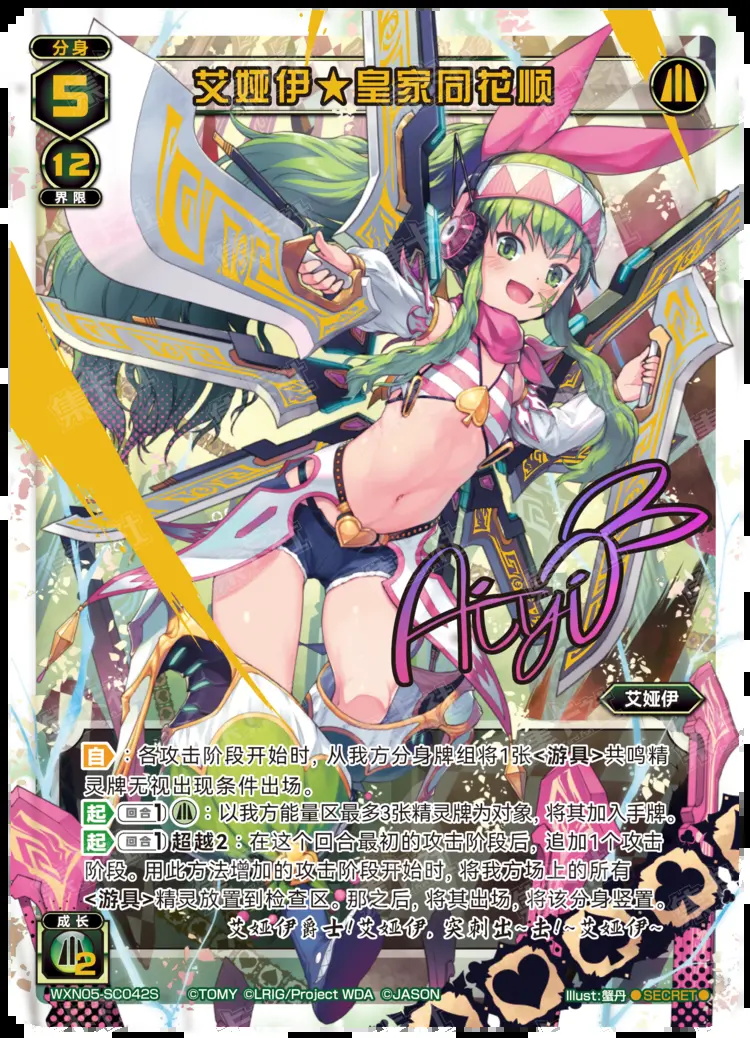 分身
5
艾娅伊★皇家同花顺
12
界限
Aiyi
艾娅伊
自：各攻击阶段开始时，从我方分身牌组将1张<游具>共鸣精
灵牌无视出现条件出场。
起 回合1：以我方能量区最多3张精灵牌为对象，将其加入手牌。
起 回合1 超越2：在这个回合最初的攻击阶段后，追加1个攻击
阶段。用此方法增加的攻击阶段开始时，将我方场上的所有
<游具>精灵放置到检查区。那之后，将其出场，将该分身竖置。
艾娅伊爵士!艾娅伊，突刺出~击!~艾娅伊~
成长
2
WXN05-SC042S ©TOMY ©LRIG/Project WDA ©JASON Illust:蟹丹 ●SECRET●